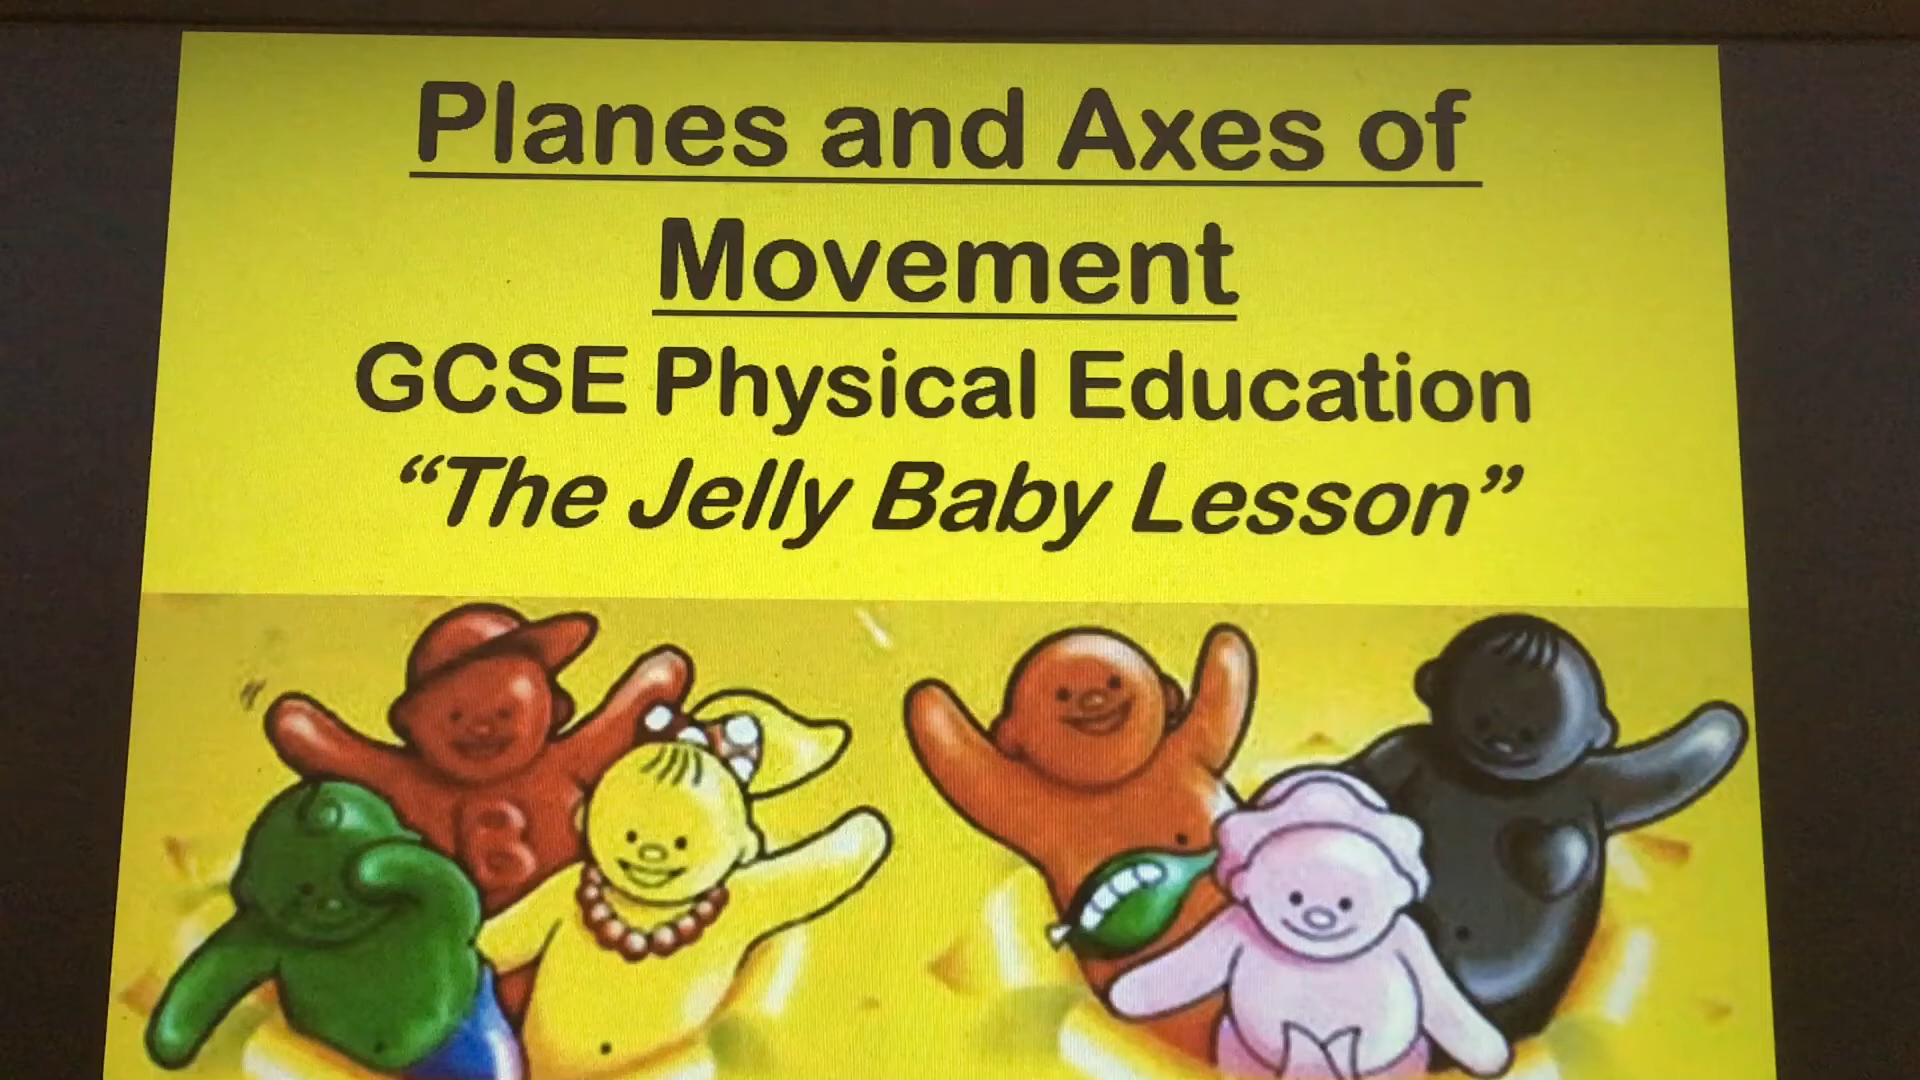 Planes and Axes of
Movement
GCSE Physical Education
“The Jelly Baby Lesson”
B